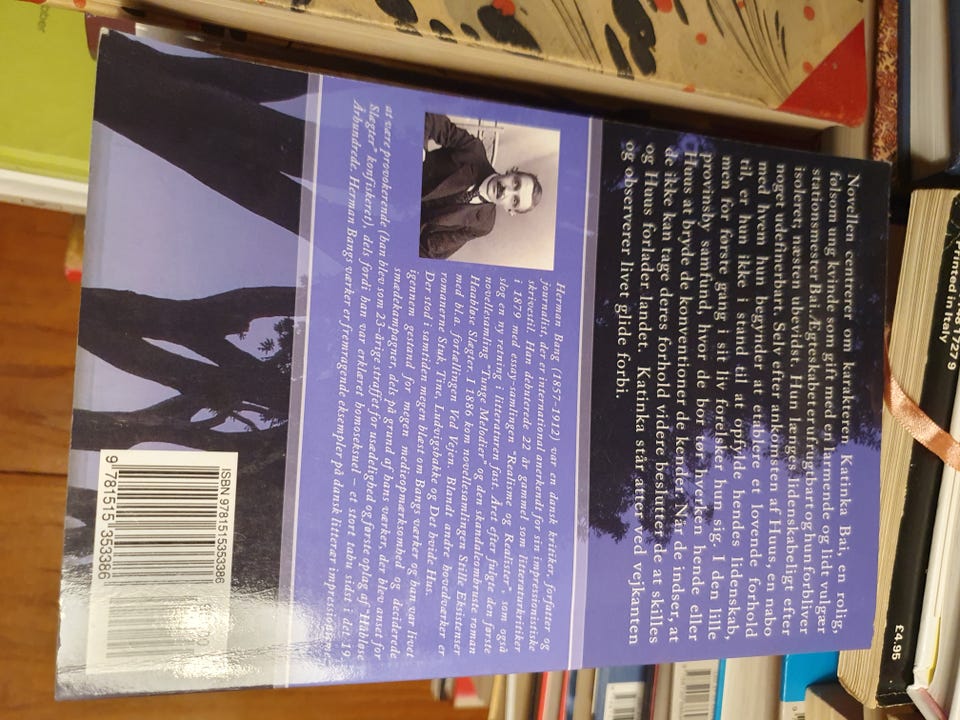 Novellen centrerer om karakteren Katinka Bai, en rolig,
følsom ung kvinde som gift med en larmende og lidt vulgær
stationsmester Bai. Ægteskabet er ufrugtbart og hun forbliver
isoleret, næsten ubevidst. Hun længes lidenskabeligt efter
noget udefinerbart. Selv efter ankomsten af Huus, en nabo
med hvem hun begynder at etablere et lovende forhold
til, er hun ikke i stand til at opfylde hendes lidenskab,
men for første gang i sit liv forelsker hun sig. I den lille
provinsby samfund, hvor de bor, tør hverken hende eller
Huus at bryde de konventioner de kender. Når de indser, at
de ikke kan tage deres forhold videre beslutter de at skilles
og Huus forlader landet. Katinka står atter ved vejkanten
og observerer livet glide forbi.
Herman Bang (1857-1912) var en dansk kritiker, forfatter og
journalist, der er international anerkendt for sin impressionistiske
skrivestil. Han debuterede 22 år gammel som litteraturkritiker
i 1879 med essay-samlingen "Realisme og Realister", som også
slog en ny retning i litteraturen fast. Året efter fulgte den første
novellesamling "Tunge Melodier" og den skandaleombruste roman
Haabløse Slægter. I 1886 kom novellesamlingen Stille Eksistenser
med bl.a. fortællingen Ved Vejen. Blandt andre hovedværker er
romanerne Stuk, Tine, Ludvigsbakke og Det hvide Hus.
Der stod i samtiden megen blæst om Bangs værker og han var livet
igennem genstand for megen medieopmærksomhed og deciderede
smædekampagner, dels på grund af hans værker, der blev anset for
at være provokerende (han blev som 23-årige straffet for usædelighed og første oplag af "Håbløse
Slægter" konfiskeret), dels fordi han var erklæret homoseksuel – et stort tabu sidst i det 19.
Århundrede. Herman Bangs værker er fremragende eksempler på dansk litterær impressionisme.
ISBN 9781515353386
9 781515 353386
Printed in Italy
£4.95